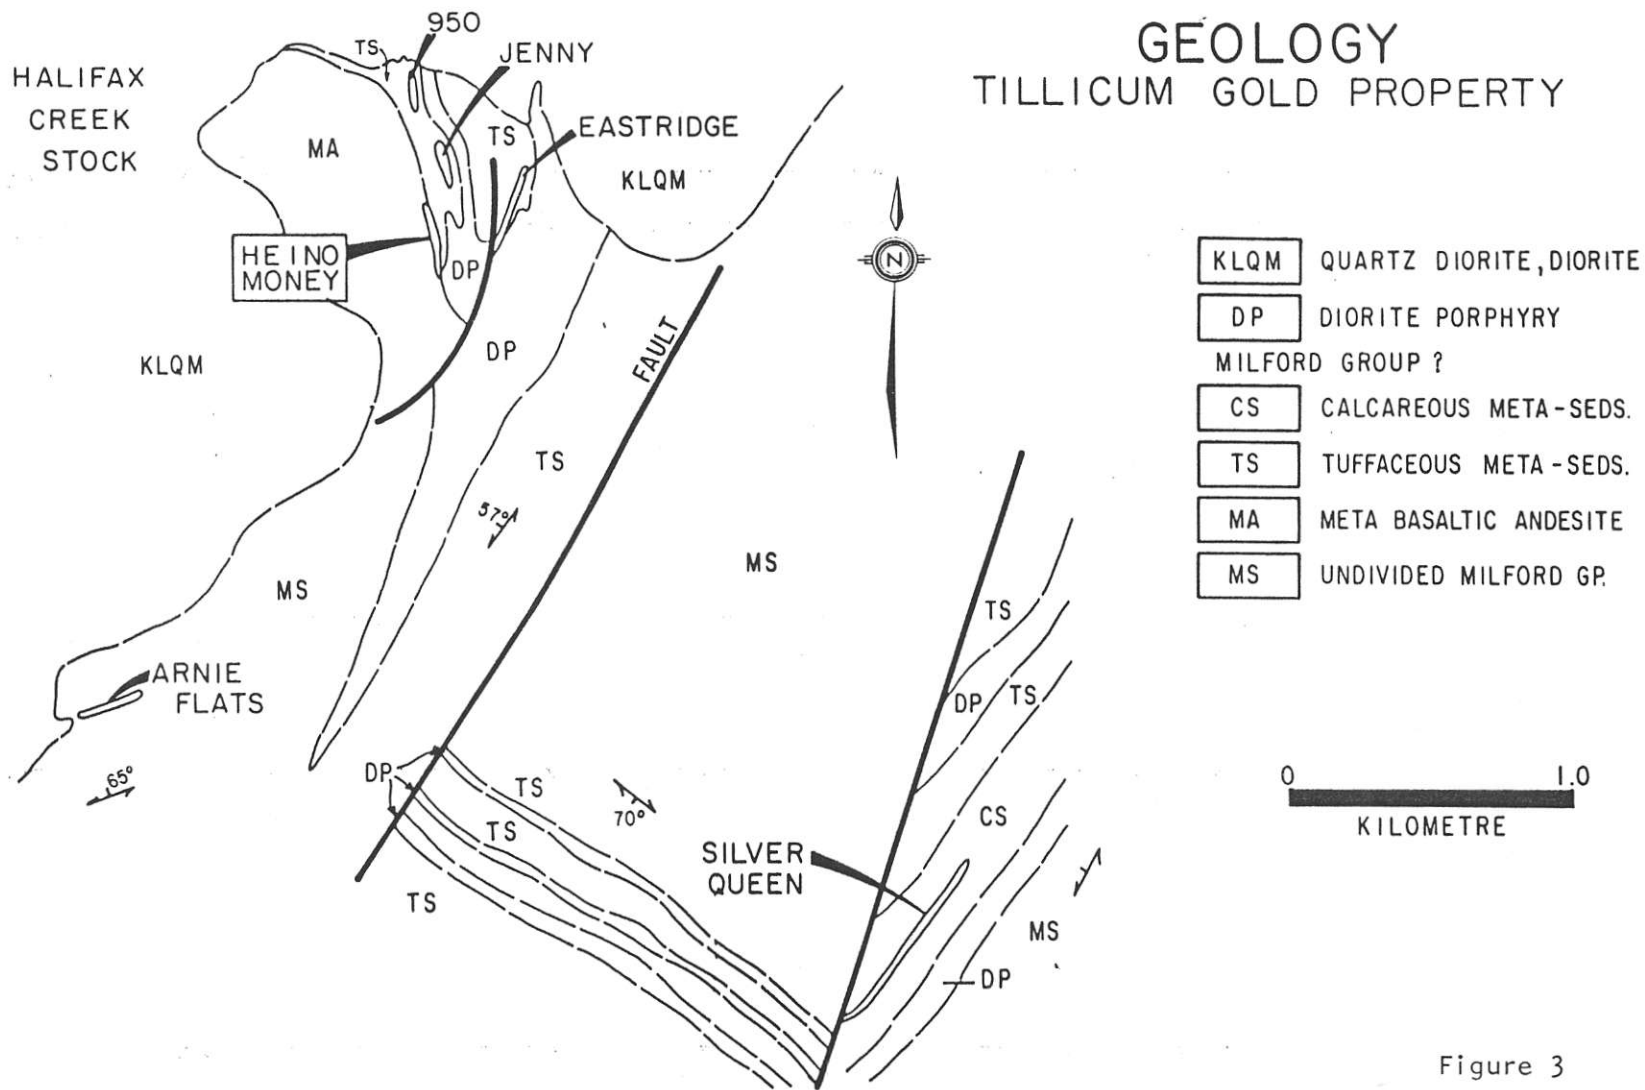 GEOLOGY
TILLICUM GOLD PROPERTY
950
TS
JENNY
HALIFAX
CREEK
STOCK
MA
TS
EASTRIDGE
KLQM
HEINO
MONEY
DP
N
KLQM
DP
FAULT
TS
57°
MS
MS
ARNIE
FLATS
65°
DP
TS
TS
TS
70°
SILVER
QUEEN
TS
DP
TS
CS
MS
DP
KLQM QUARTZ DIORITE, DIORITE
DP DIORITE PORPHYRY
MILFORD GROUP ?
CS CALCAREOUS META-SEDS.
TS TUFFACEOUS META-SEDS.
MA META BASALTIC ANDESITE
MS UNDIVIDED MILFORD GP.
0 1.0
KILOMETRE
Figure 3